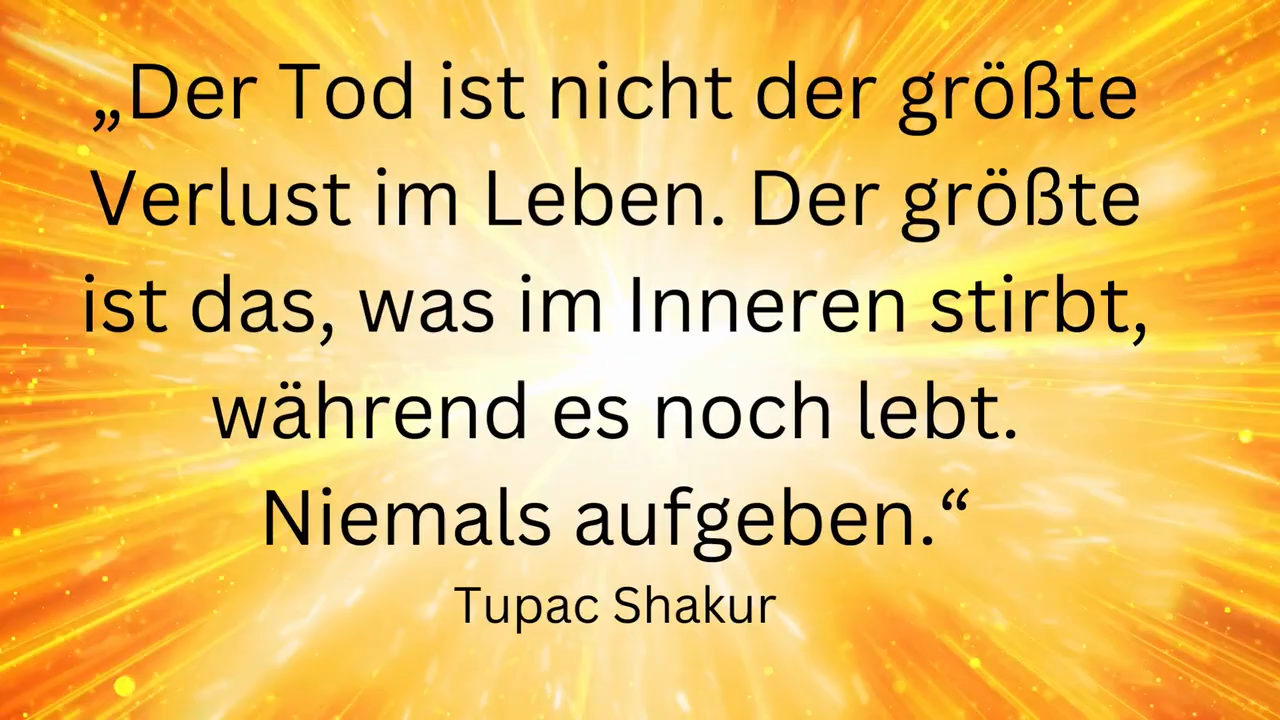 „Der Tod ist nicht der größte
Verlust im Leben. Der größte
ist das, was im Inneren stirbt,
während es noch lebt.
Niemals aufgeben.“
Tupac Shakur